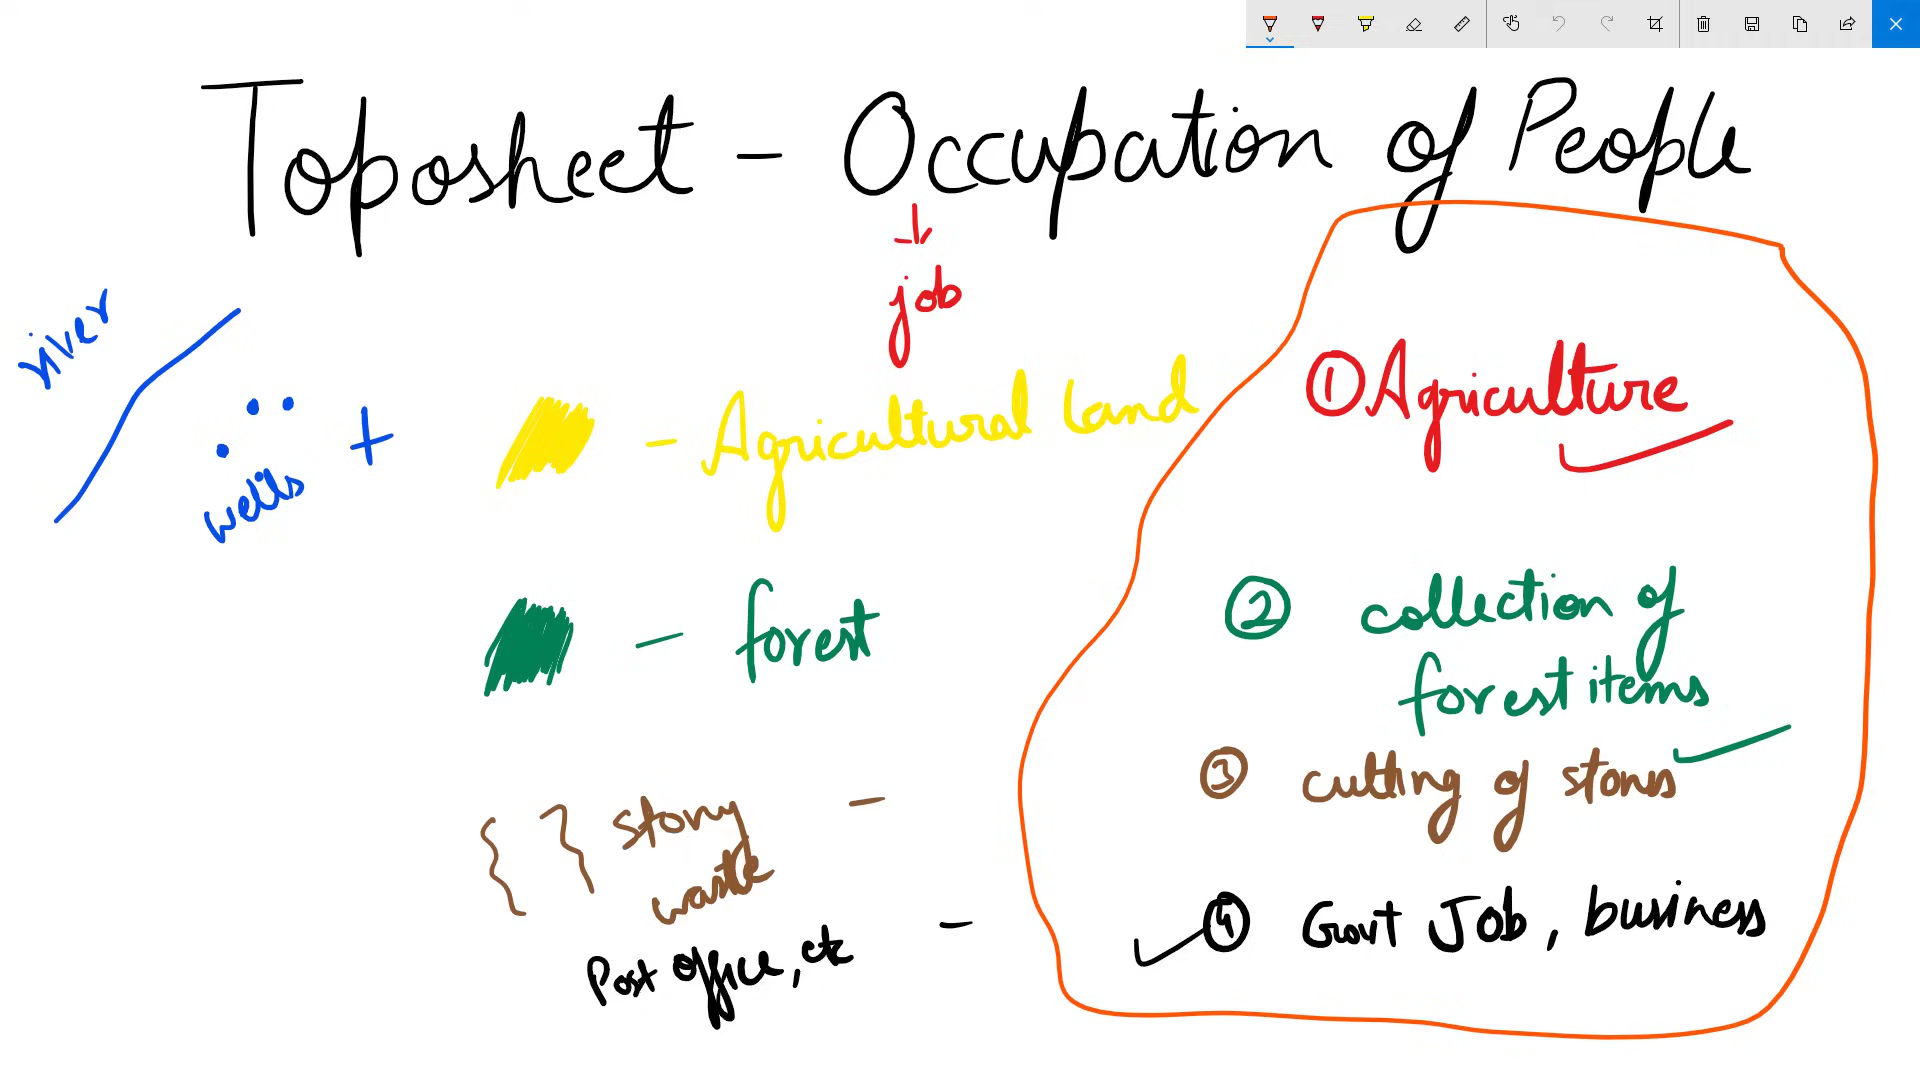 Toposheet - Occupation of People
job
river
wells
+
- Agricultural land
① Agriculture
- forest
② collection of
forest items
{ } stony
waste -
③ cutting of stones
Post office, etc -
④ Govt Job, business